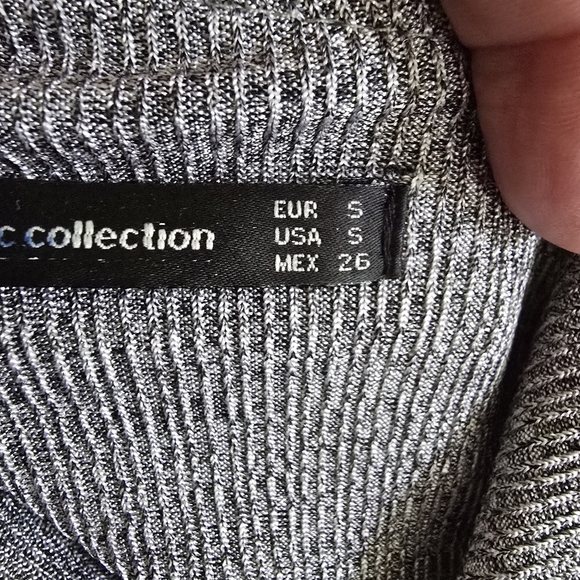 c collection
EUR S
USA S
MEX 26